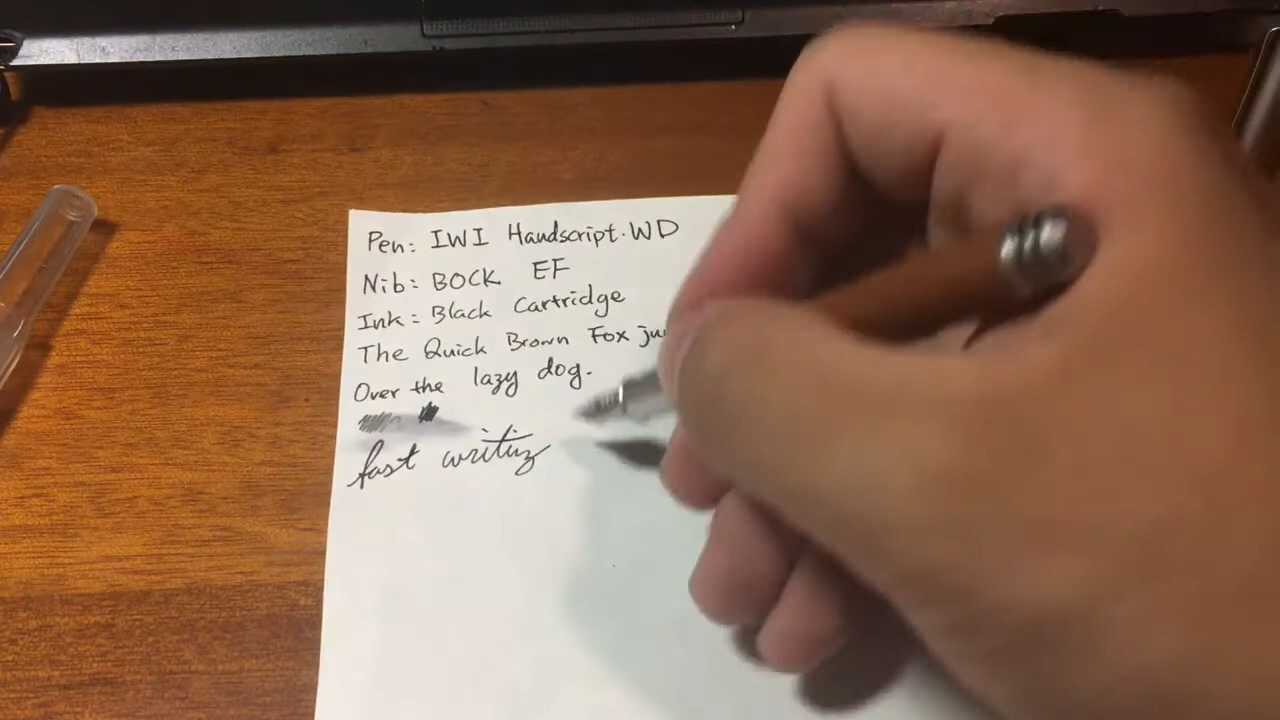 Pen: IWI Handscript.WD
Nib: BOCK EF
Ink: Black Cartridge
The Quick Brown Fox
Over the lazy dog.
fast writing